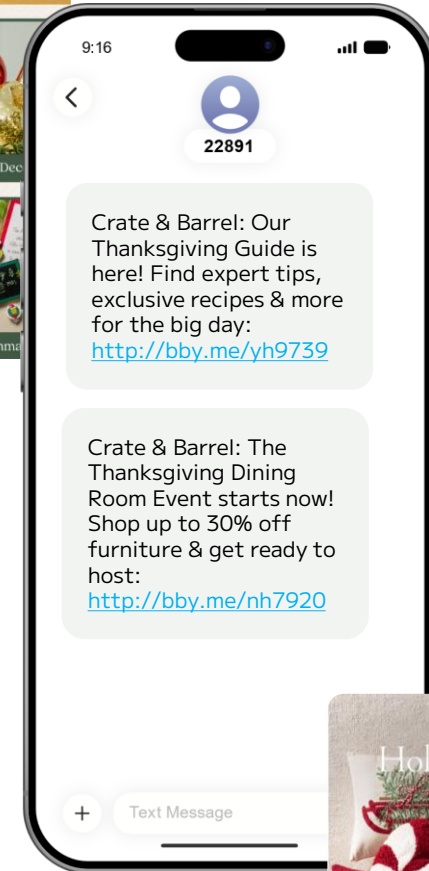 9:16
22891
Crate & Barrel: Our
Thanksgiving Guide is
here! Find expert tips,
exclusive recipes & more
for the big day:
http://bby.me/yh9739
Crate & Barrel: The
Thanksgiving Dining
Room Event starts now!
Shop up to 30% off
furniture & get ready to
host:
http://bby.me/nh7920
Text Message